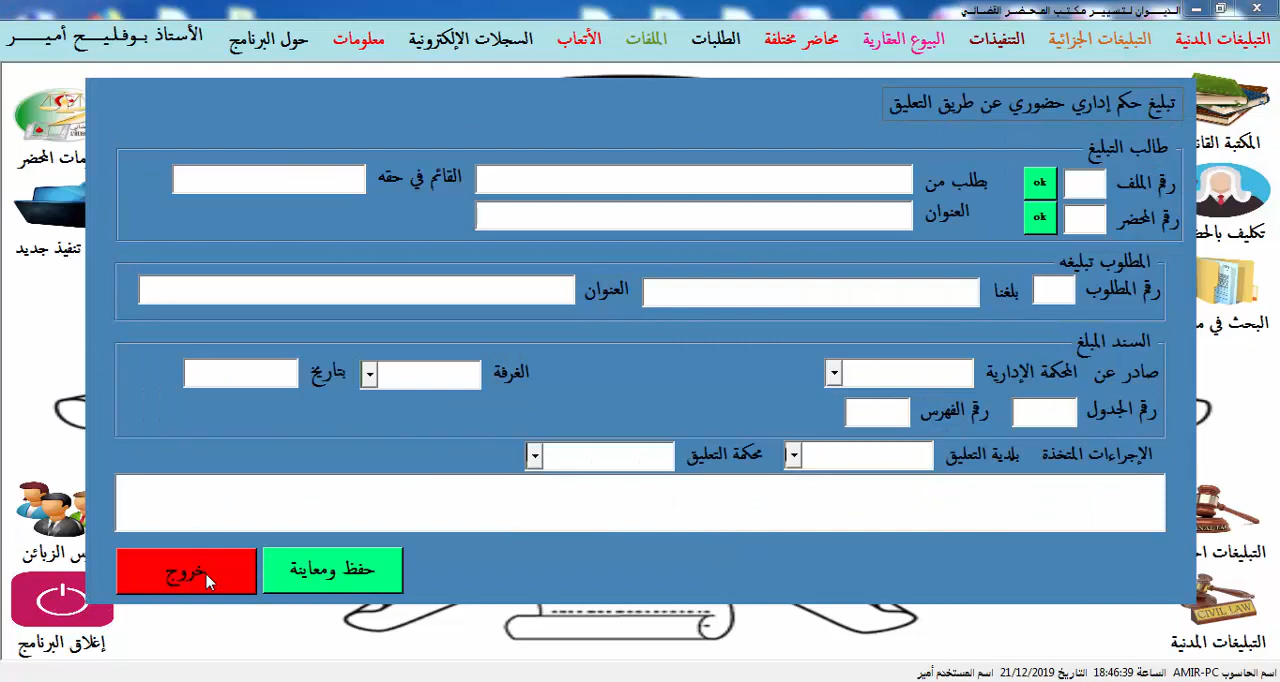 الديوان لتسيير مكتب المحضر القضائي
التبليغات المدنية التبليغات الجزائية التنفيذات البيوع العقارية محاضر مختلفة الطلبات الملفات الأتعاب السجلات الإلكترونية معلومات حول البرنامج الأستاذ بوفليح أمير
تبليغ حكم إداري حضوري عن طريق التعليق
طالب التبليغ
رقم الملف ok بطلب من القائم في حقه
رقم المحضر ok العنوان
المطلوب تبليغه
رقم المطلوب بلغنا العنوان
السند المبلغ
صادر عن المحكمة الإدارية الغرفة بتاريخ
رقم الجدول رقم الفهرس
الإجراءات المتخذة بلدية التعليق محكمة التعليق
حفظ ومعاينة خروج
المكتبة
البحث في
التبليغات
CIVIL LAW
التبليغات المدنية
المحضر
تنفيذ جديد
الزبائن
إغلاق البرنامج
اسم الحاسوب AMIR-PC الساعة 18:46:39 التاريخ 21/12/2019 اسم المستخدم أمير